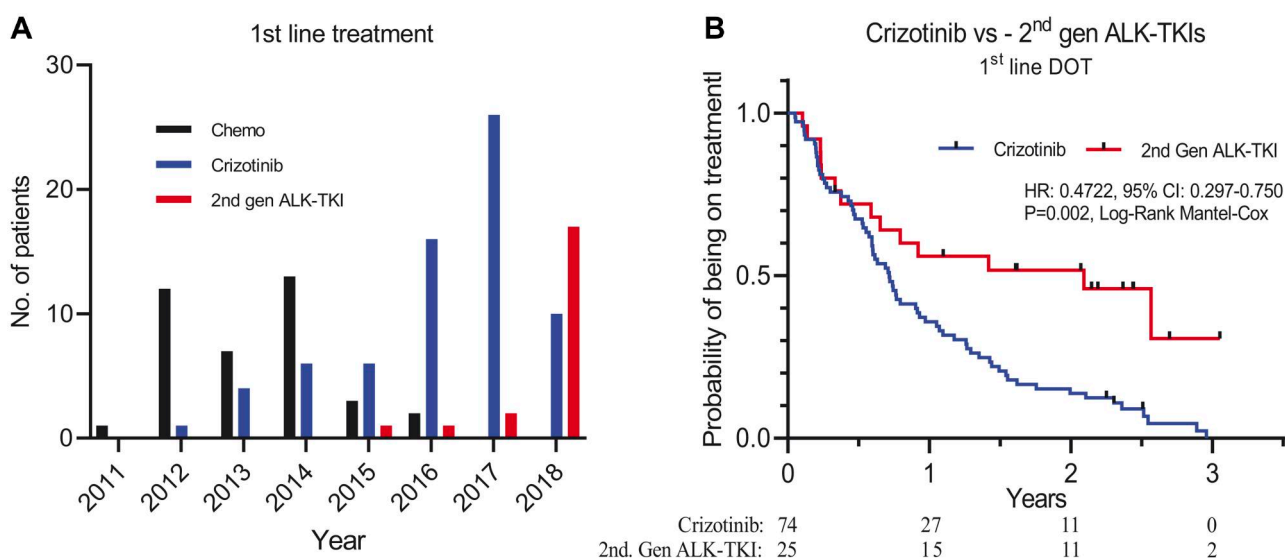 A
1st line treatment
30
20
10
0
No. of patients
Chemo
Crizotinib
2nd gen ALK-TKI
2011 2012 2013 2014 2015 2016 2017 2018
Year
B
Crizotinib vs - 2nd gen ALK-TKIs
1st line DOT
1.0
0.5
0.0
Probability of being on treatmentl
Crizotinib 2nd Gen ALK-TKI
HR: 0.4722, 95% CI: 0.297-0.750
P=0.002, Log-Rank Mantel-Cox
0 1 2 3
Years
Crizotinib: 74 27 11 0
2nd. Gen ALK-TKI: 25 15 11 2